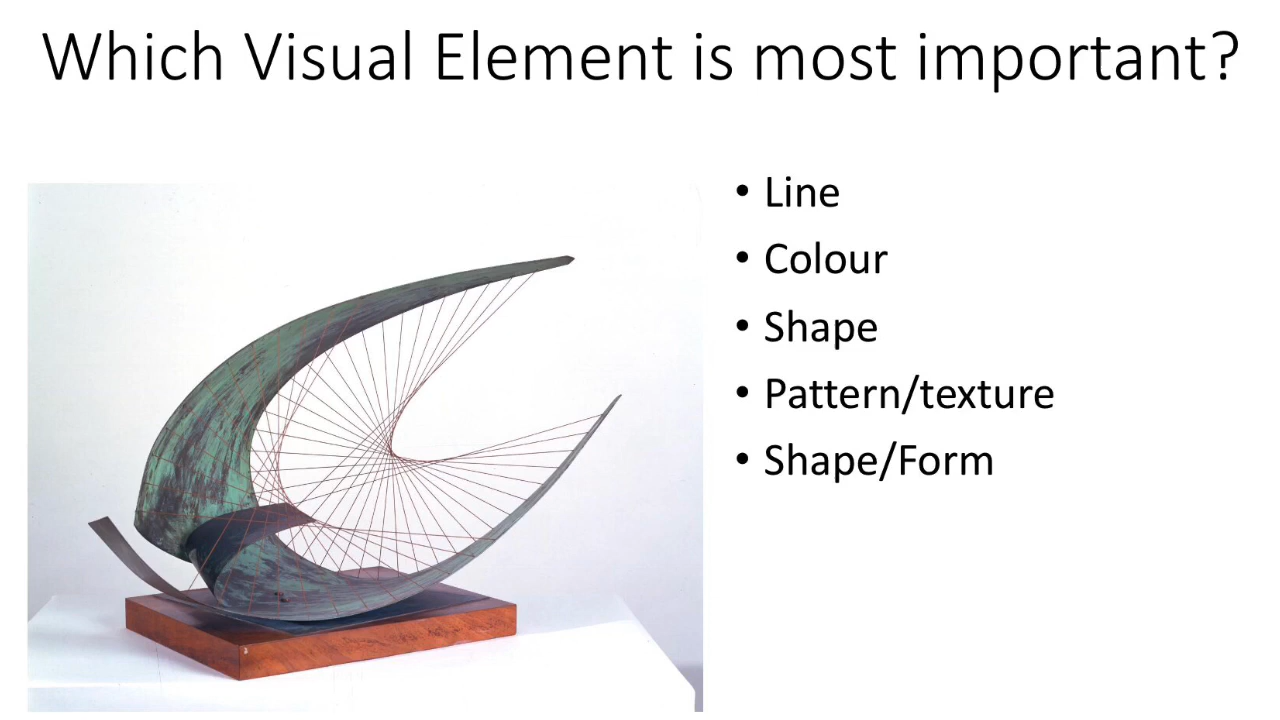 Which Visual Element is most important?
• Line
• Colour
• Shape
• Pattern/texture
• Shape/Form